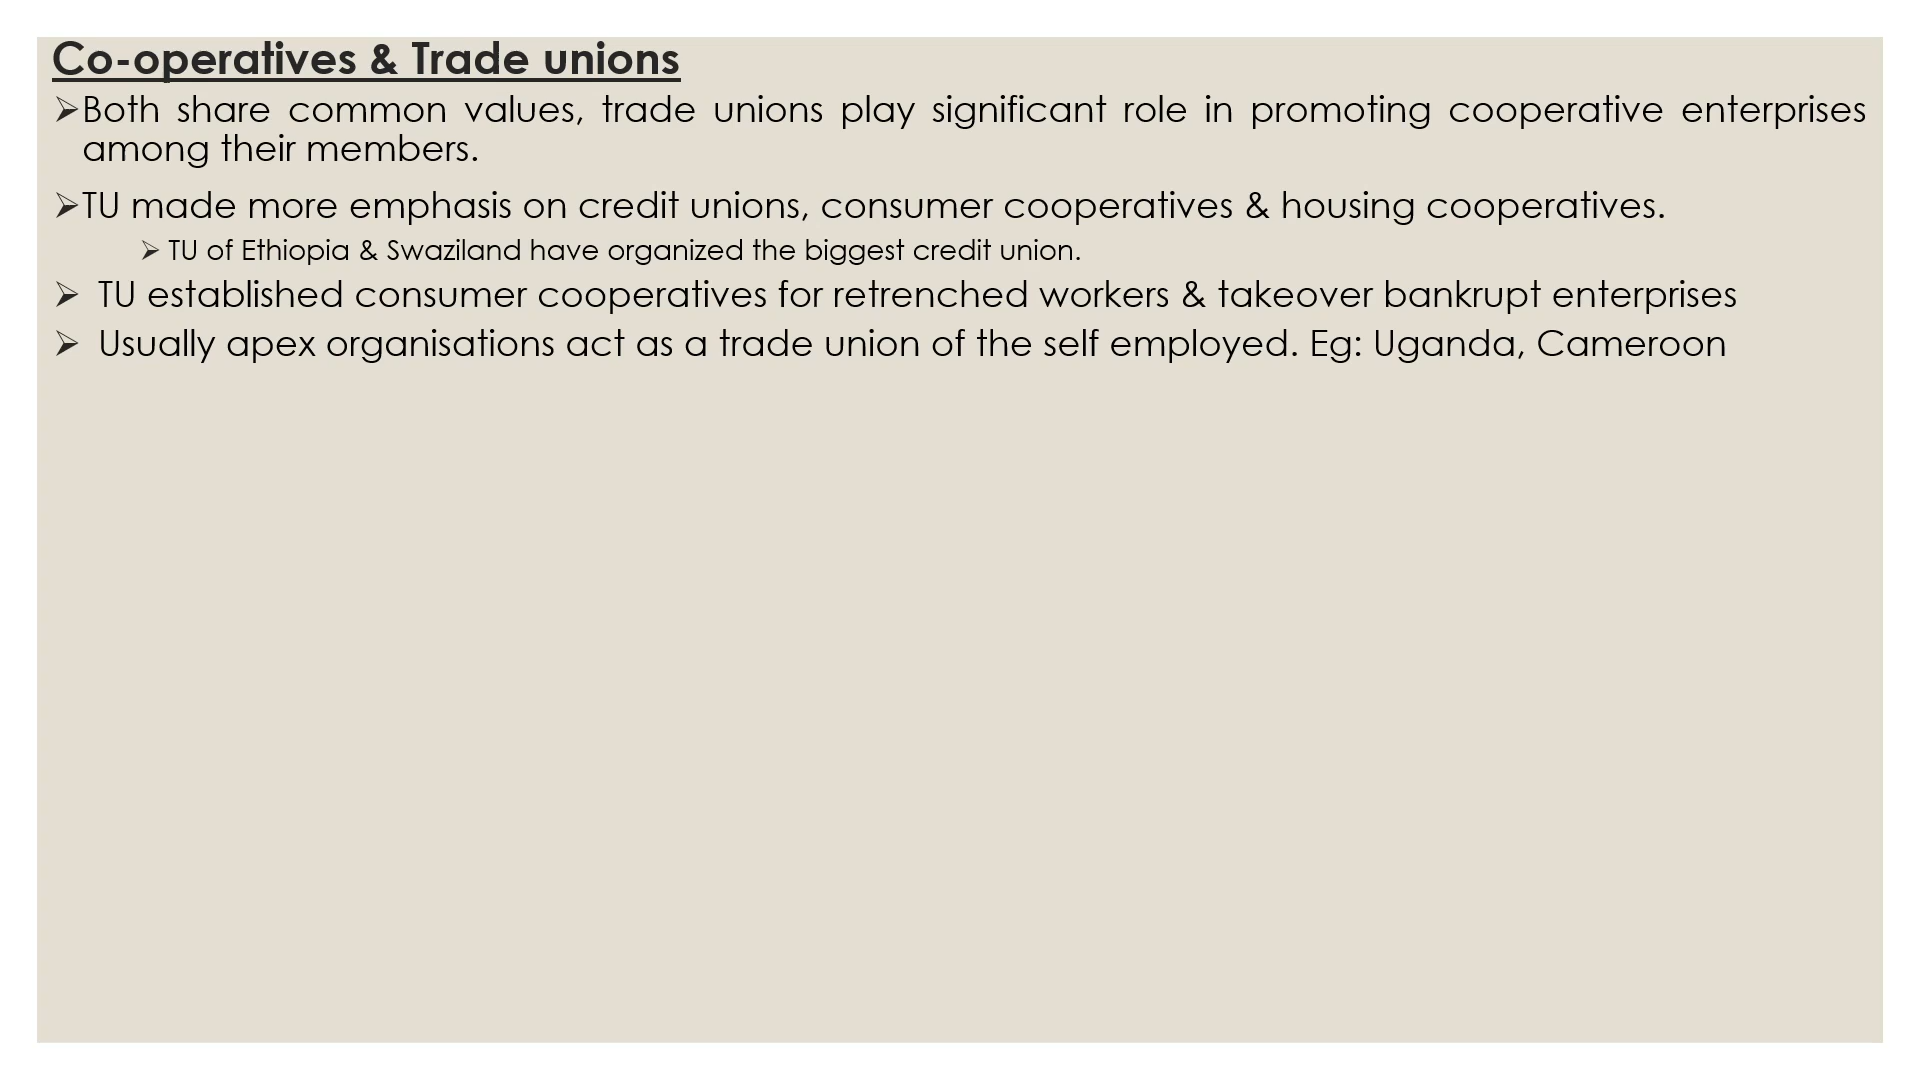 Co-operatives & Trade unions
➢Both share common values, trade unions play significant role in promoting cooperative enterprises
among their members.
➢TU made more emphasis on credit unions, consumer cooperatives & housing cooperatives.
➢ TU of Ethiopia & Swaziland have organized the biggest credit union.
➢ TU established consumer cooperatives for retrenched workers & takeover bankrupt enterprises
➢ Usually apex organisations act as a trade union of the self employed. Eg: Uganda, Cameroon